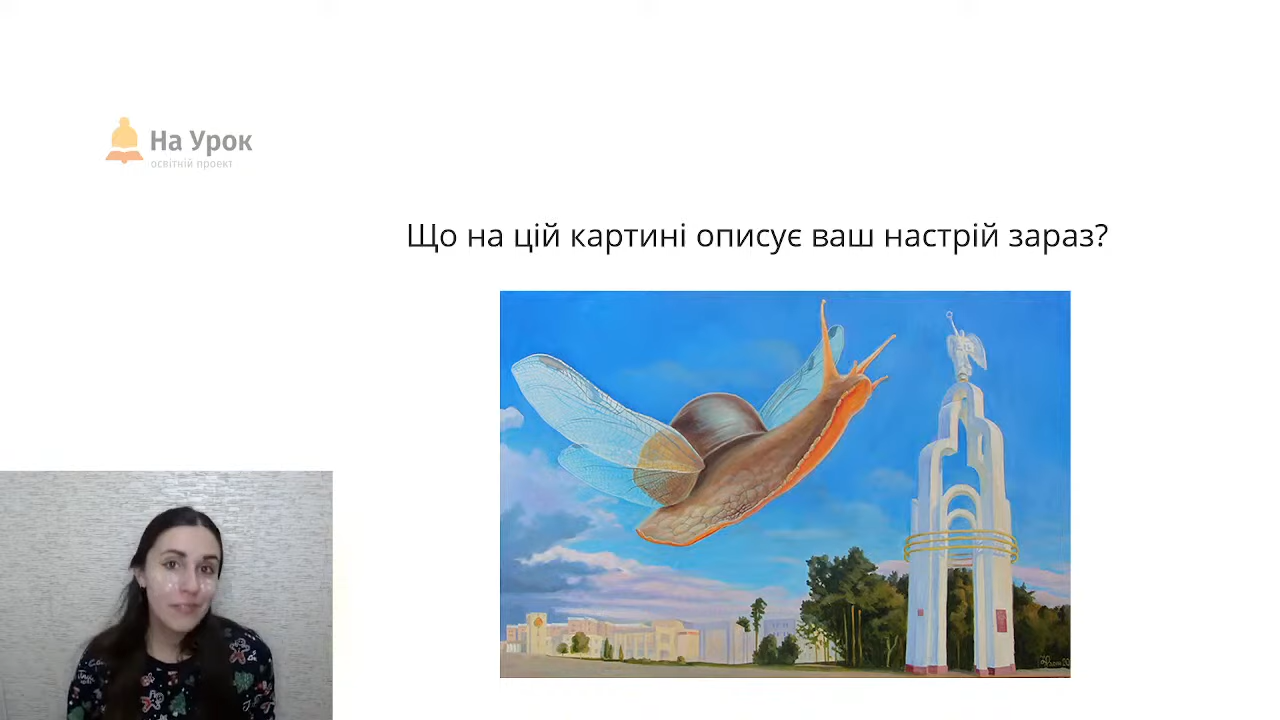 На Урок
освітній проект
Що на цій картині описує ваш настрій зараз?